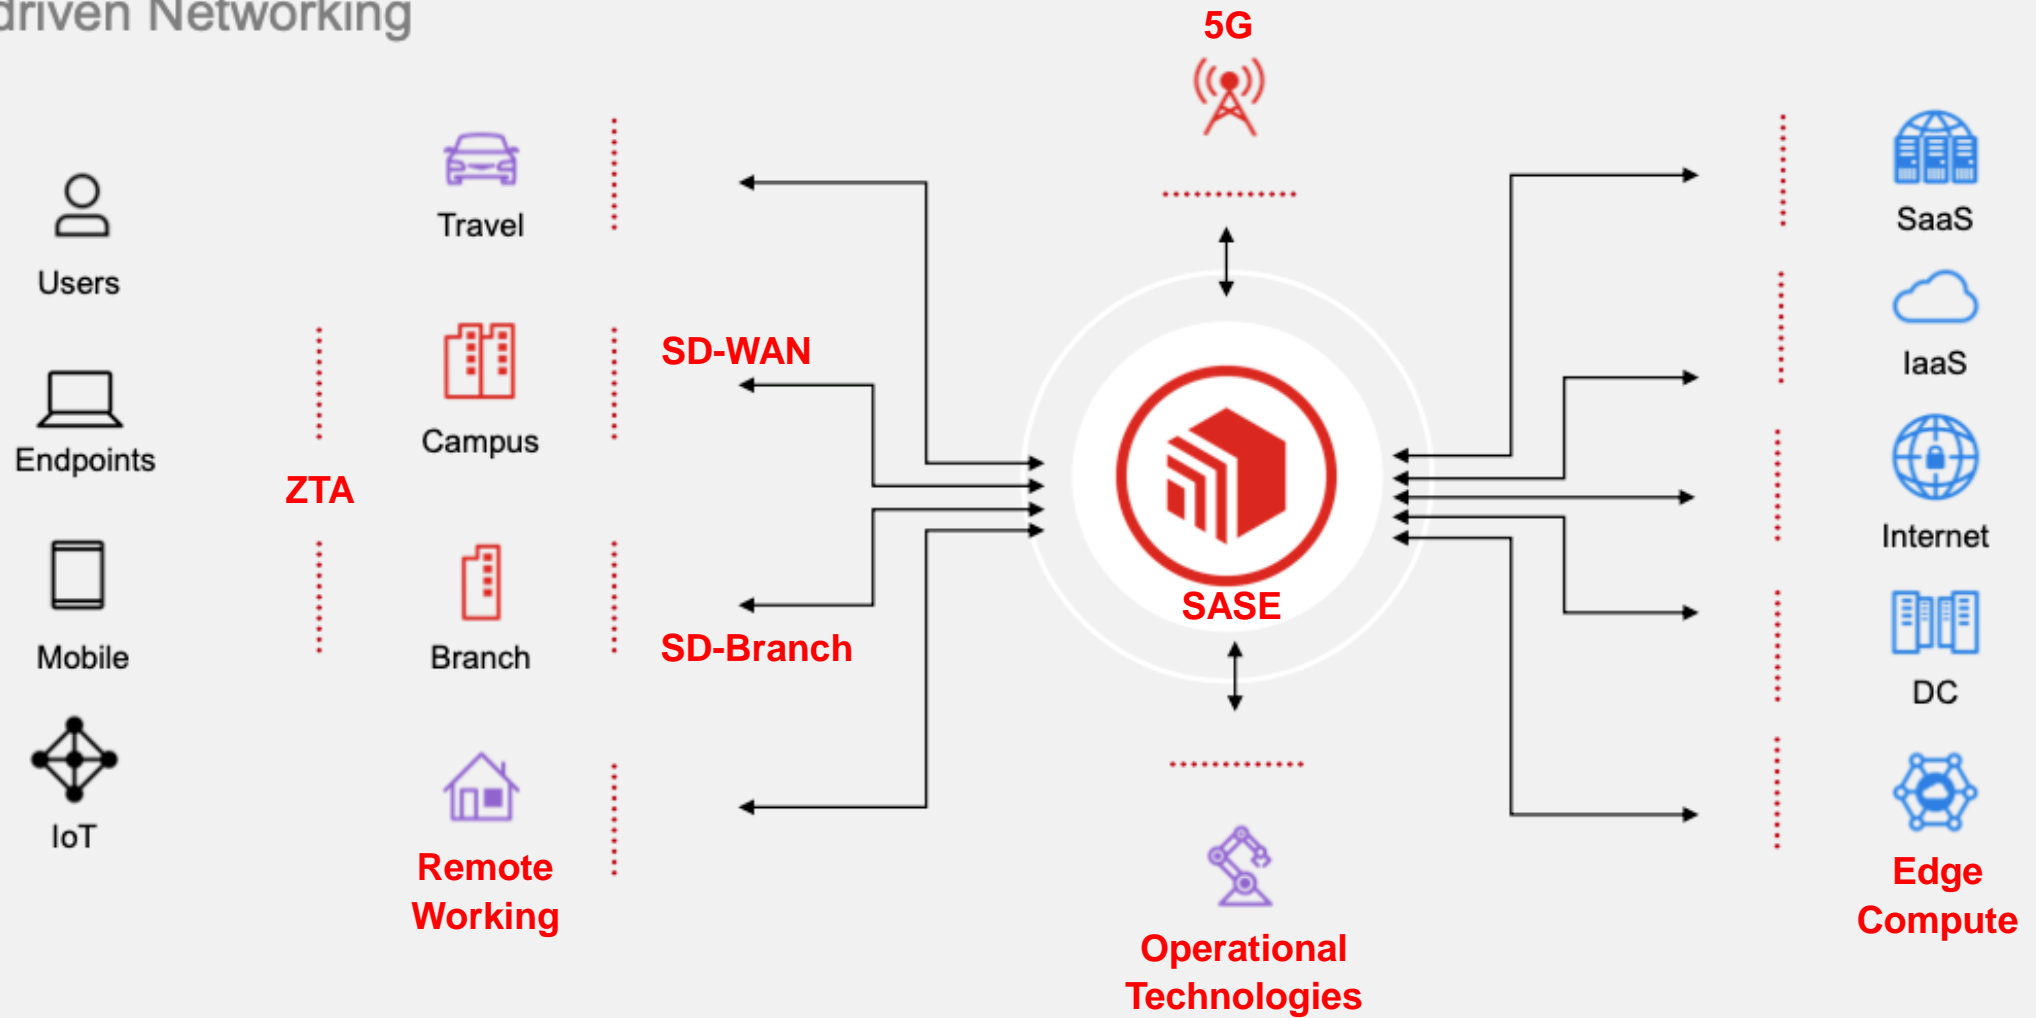 driven Networking
5G
Users
Endpoints
Mobile
IoT
ZTA
Travel
Campus
Branch
Remote
Working
SD-WAN
SD-Branch
SASE
Operational
Technologies
SaaS
IaaS
Internet
DC
Edge
Compute